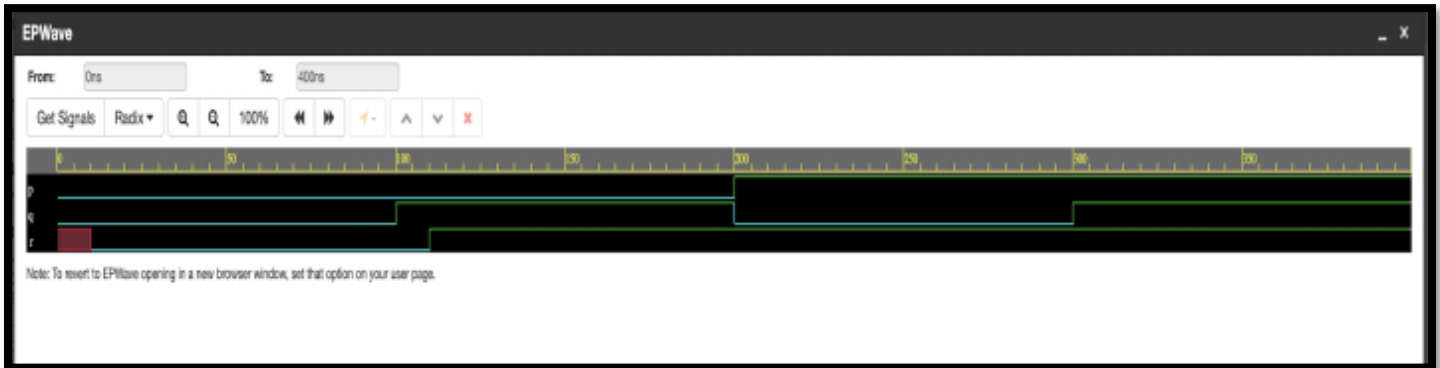 EPWave
From: 0ns To: 400ns
Get Signals Radix 100%
0 50 100 150 200 250 300 350
p
q
r
Note: To revert to EPWave opening in a new browser window, set that option on your user page.